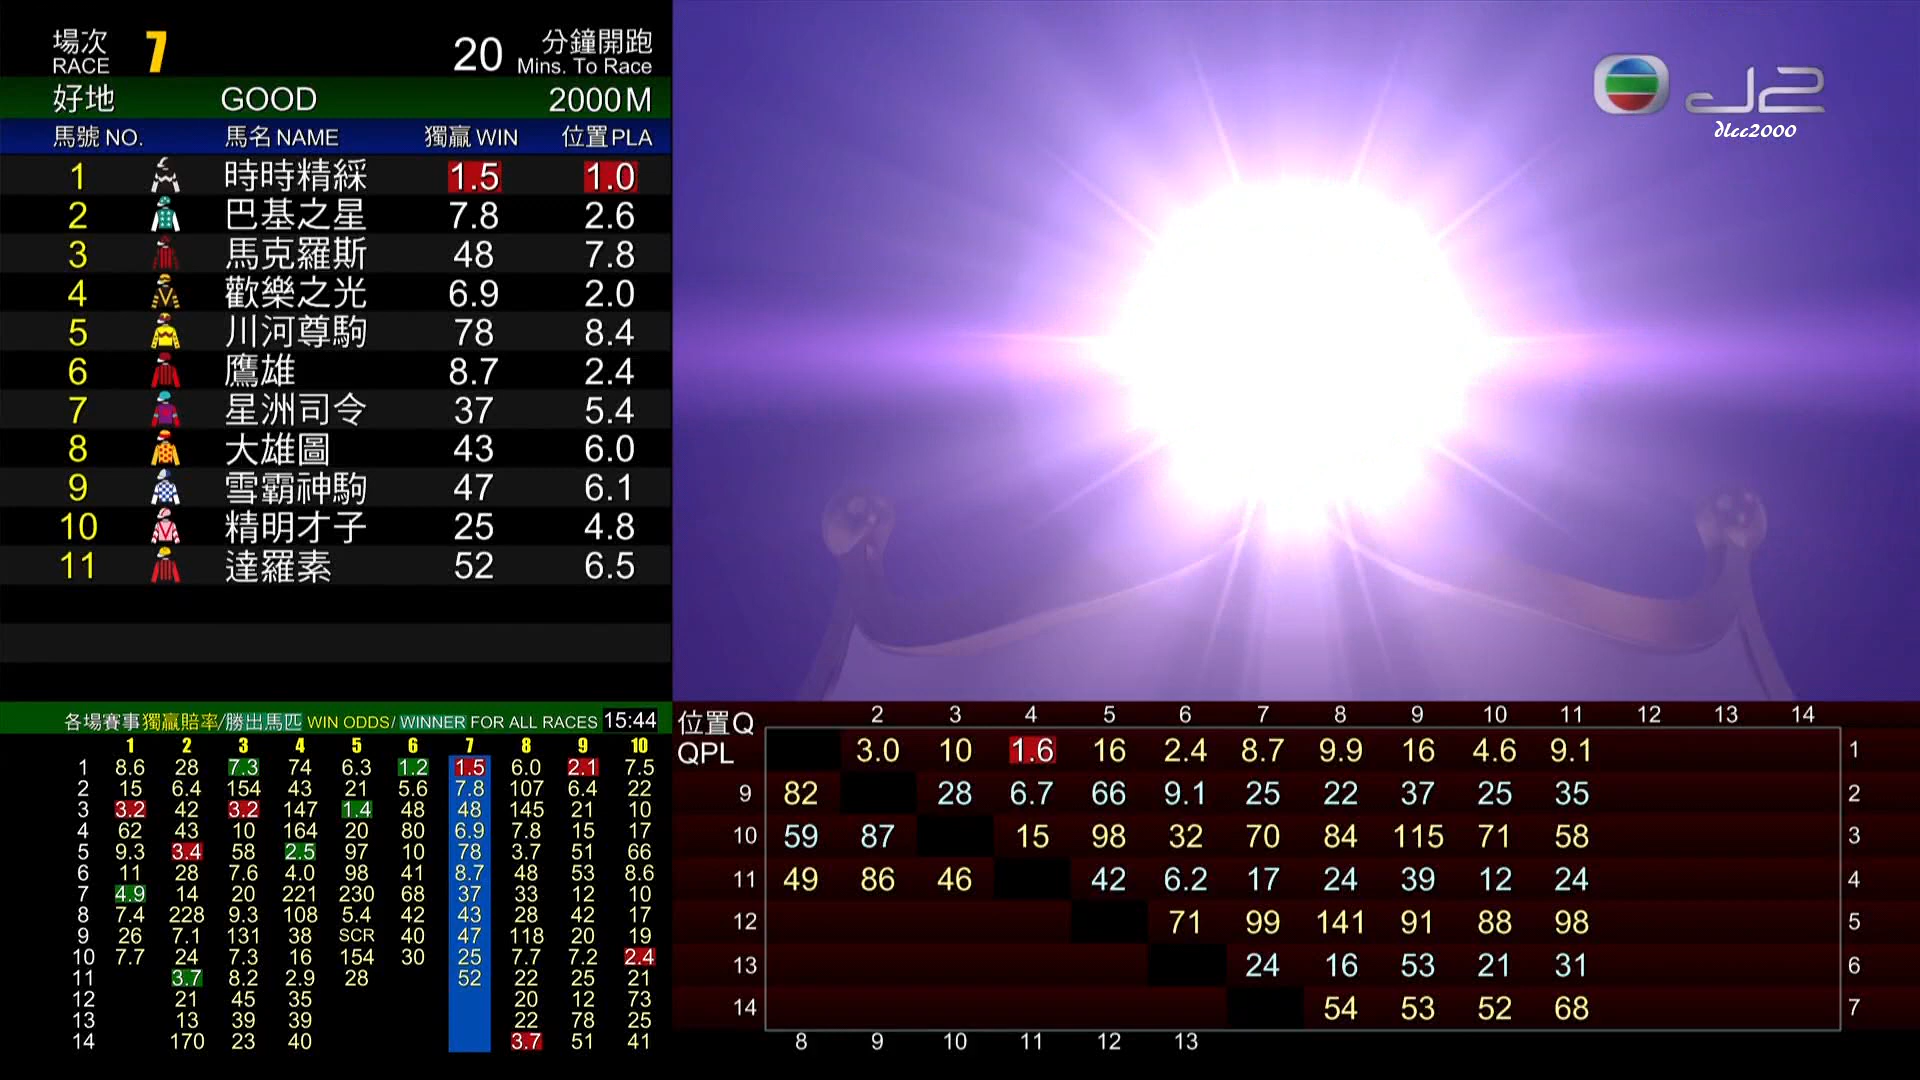 場次 7 20 分鐘開跑
RACE Mins. To Race
好地 GOOD 2000M
馬號 NO. 馬名 NAME 獨贏 WIN 位置 PLA
1 時時精綵 1.5 1.0
2 巴基之星 7.8 2.6
3 馬克羅斯 48 7.8
4 歡樂之光 6.9 2.0
5 川河尊駒 78 8.4
6 鷹雄 8.7 2.4
7 星洲司令 37 5.4
8 大雄圖 43 6.0
9 雪霸神駒 47 6.1
10 精明才子 25 4.8
11 達羅素 52 6.5
J2
dlcc2000
各場賽事獨贏賠率/勝出馬匹 WIN ODDS/ WINNER FOR ALL RACES 15:44
1 2 3 4 5 6 7 8 9 10
1 8.6 28 7.3 74 6.3 1.2 1.5 6.0 2.1 7.5
2 15 6.4 154 43 21 5.6 7.8 107 6.4 22
3 3.2 42 3.2 147 1.4 48 48 145 21 10
4 62 43 10 164 20 80 6.9 7.8 15 17
5 9.3 3.4 58 2.5 97 10 78 3.7 51 66
6 11 28 7.6 4.0 98 41 8.7 48 53 8.6
7 4.9 14 20 221 230 68 37 33 12 10
8 7.4 228 9.3 108 5.4 42 43 28 42 17
9 26 7.1 131 38 SCR 40 47 118 20 19
10 7.7 24 7.3 16 154 30 25 7.7 7.2 2.4
11 3.7 8.2 2.9 28 52 22 25 21
12 21 45 35 20 12 73
13 13 39 39 22 78 25
14 170 23 40 3.7 51 41
位置Q 2 3 4 5 6 7 8 9 10 11 12 13 14
QPL 3.0 10 1.6 16 2.4 8.7 9.9 16 4.6 9.1 1
9 82 28 6.7 66 9.1 25 22 37 25 35 2
10 59 87 15 98 32 70 84 115 71 58 3
11 49 86 46 42 6.2 17 24 39 12 24 4
12 71 99 141 91 88 98 5
13 24 16 53 21 31 6
14 54 53 52 68 7
8 9 10 11 12 13